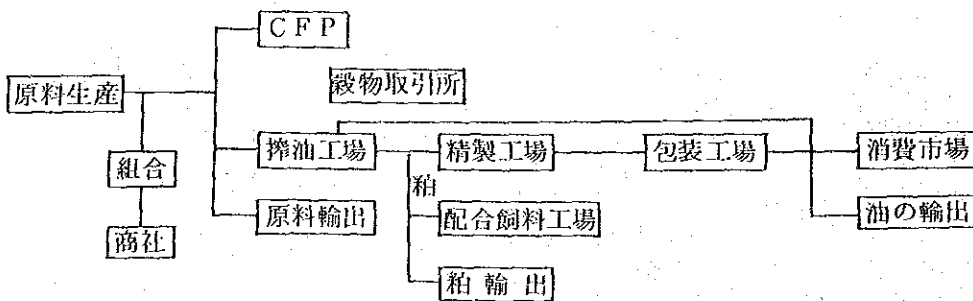 CFP
穀物取引所
原料生産
搾油工場
精製工場
包装工場
消費市場
組合
粕
原料輸出
配合飼料工場
油の輸出
商社
粕輸出